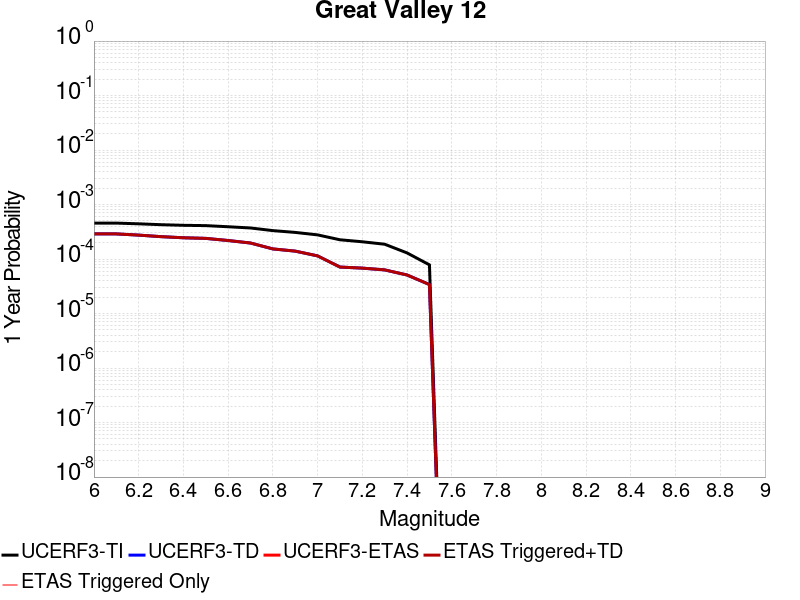 Great Valley 12
10^0
10^-1
10^-2
10^-3
10^-4
10^-5
10^-6
10^-7
10^-8
1 Year Probability
6 6.2 6.4 6.6 6.8 7 7.2 7.4 7.6 7.8 8 8.2 8.4 8.6 8.8 9
Magnitude
UCERF3-TI UCERF3-TD UCERF3-ETAS ETAS Triggered+TD
ETAS Triggered Only